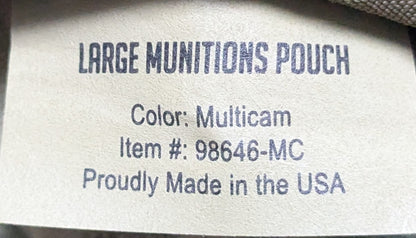 LARGE MUNITIONS POUCH
Color: Multicam
Item #: 98646-MC
Proudly Made in the USA